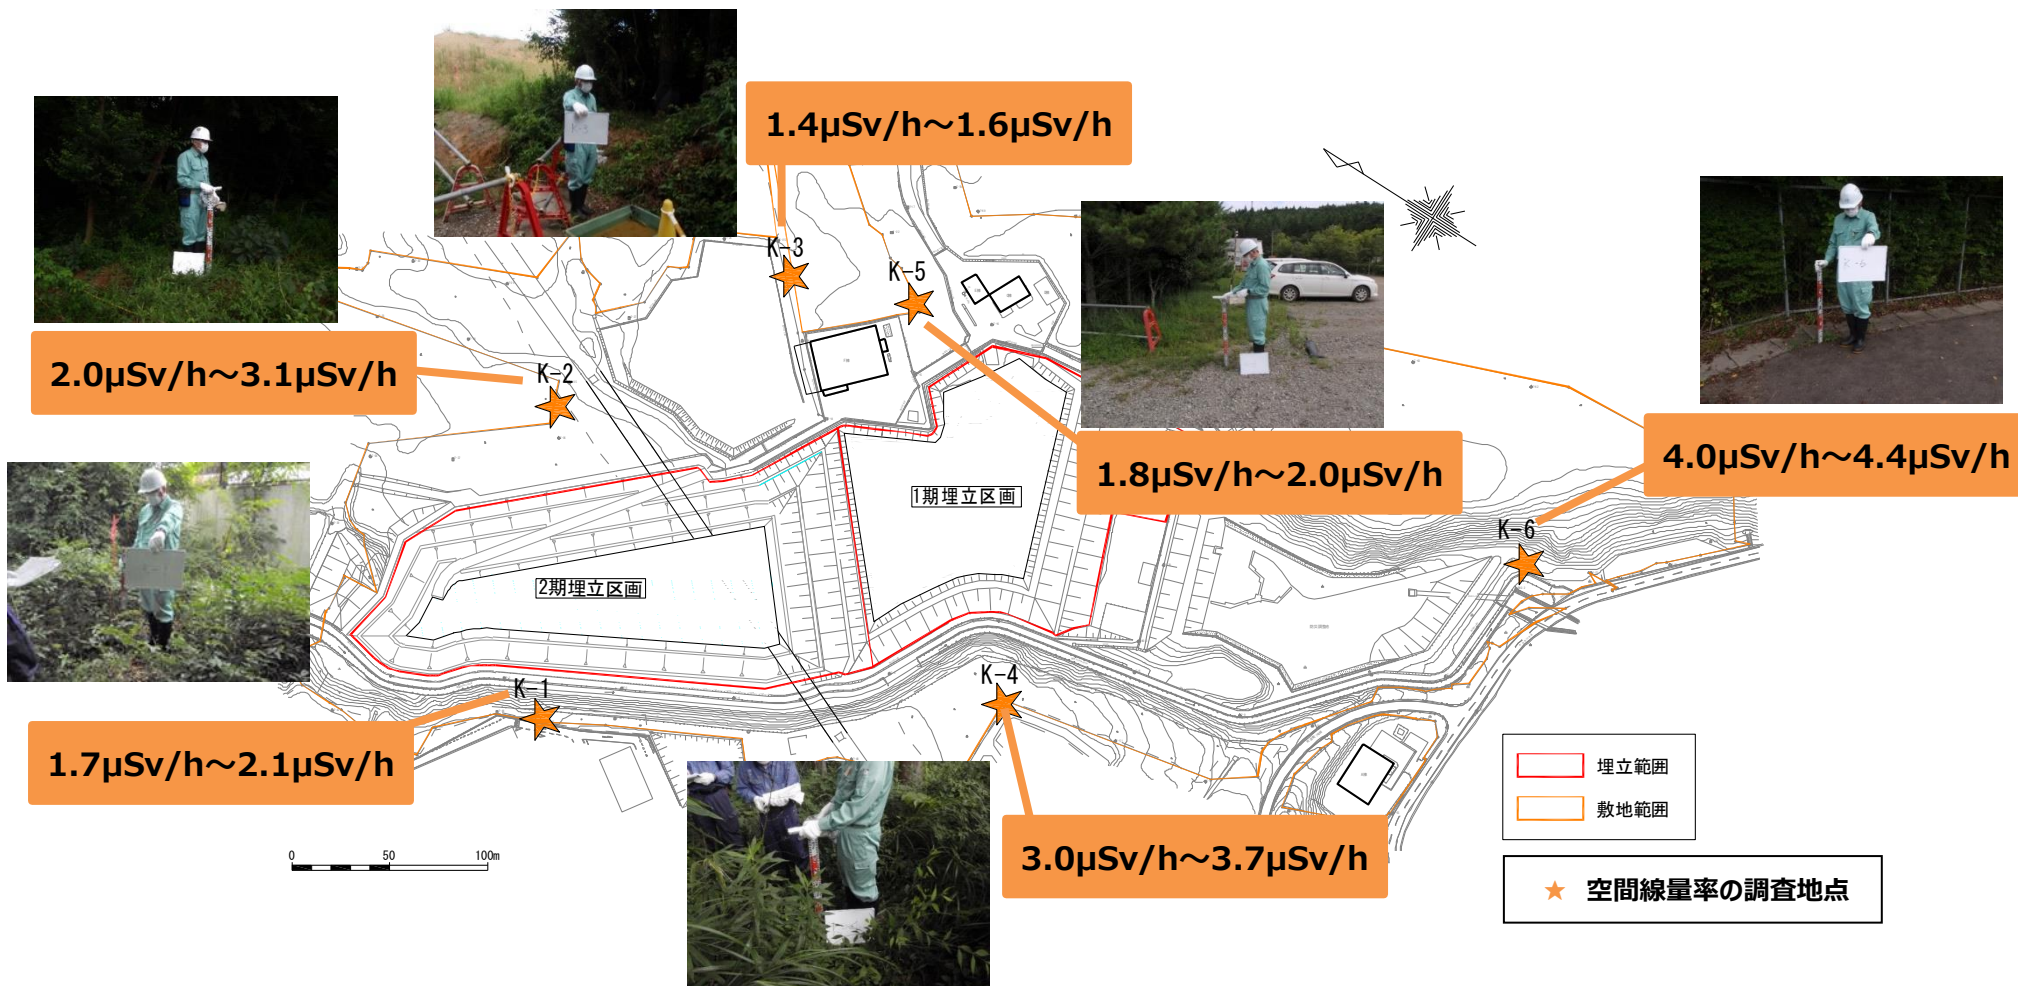 1.4μSv/h～1.6μSv/h
K-3
K-3
K-5
2.0μSv/h～3.1μSv/h
K-2
1.8μSv/h～2.0μSv/h
K-6
4.0μSv/h～4.4μSv/h
K-6
1期埋立区画
2期埋立区画
K-1
1.7μSv/h～2.1μSv/h
K-4
3.0μSv/h～3.7μSv/h
0 50 100m
埋立範囲
敷地範囲
★ 空間線量率の調査地点